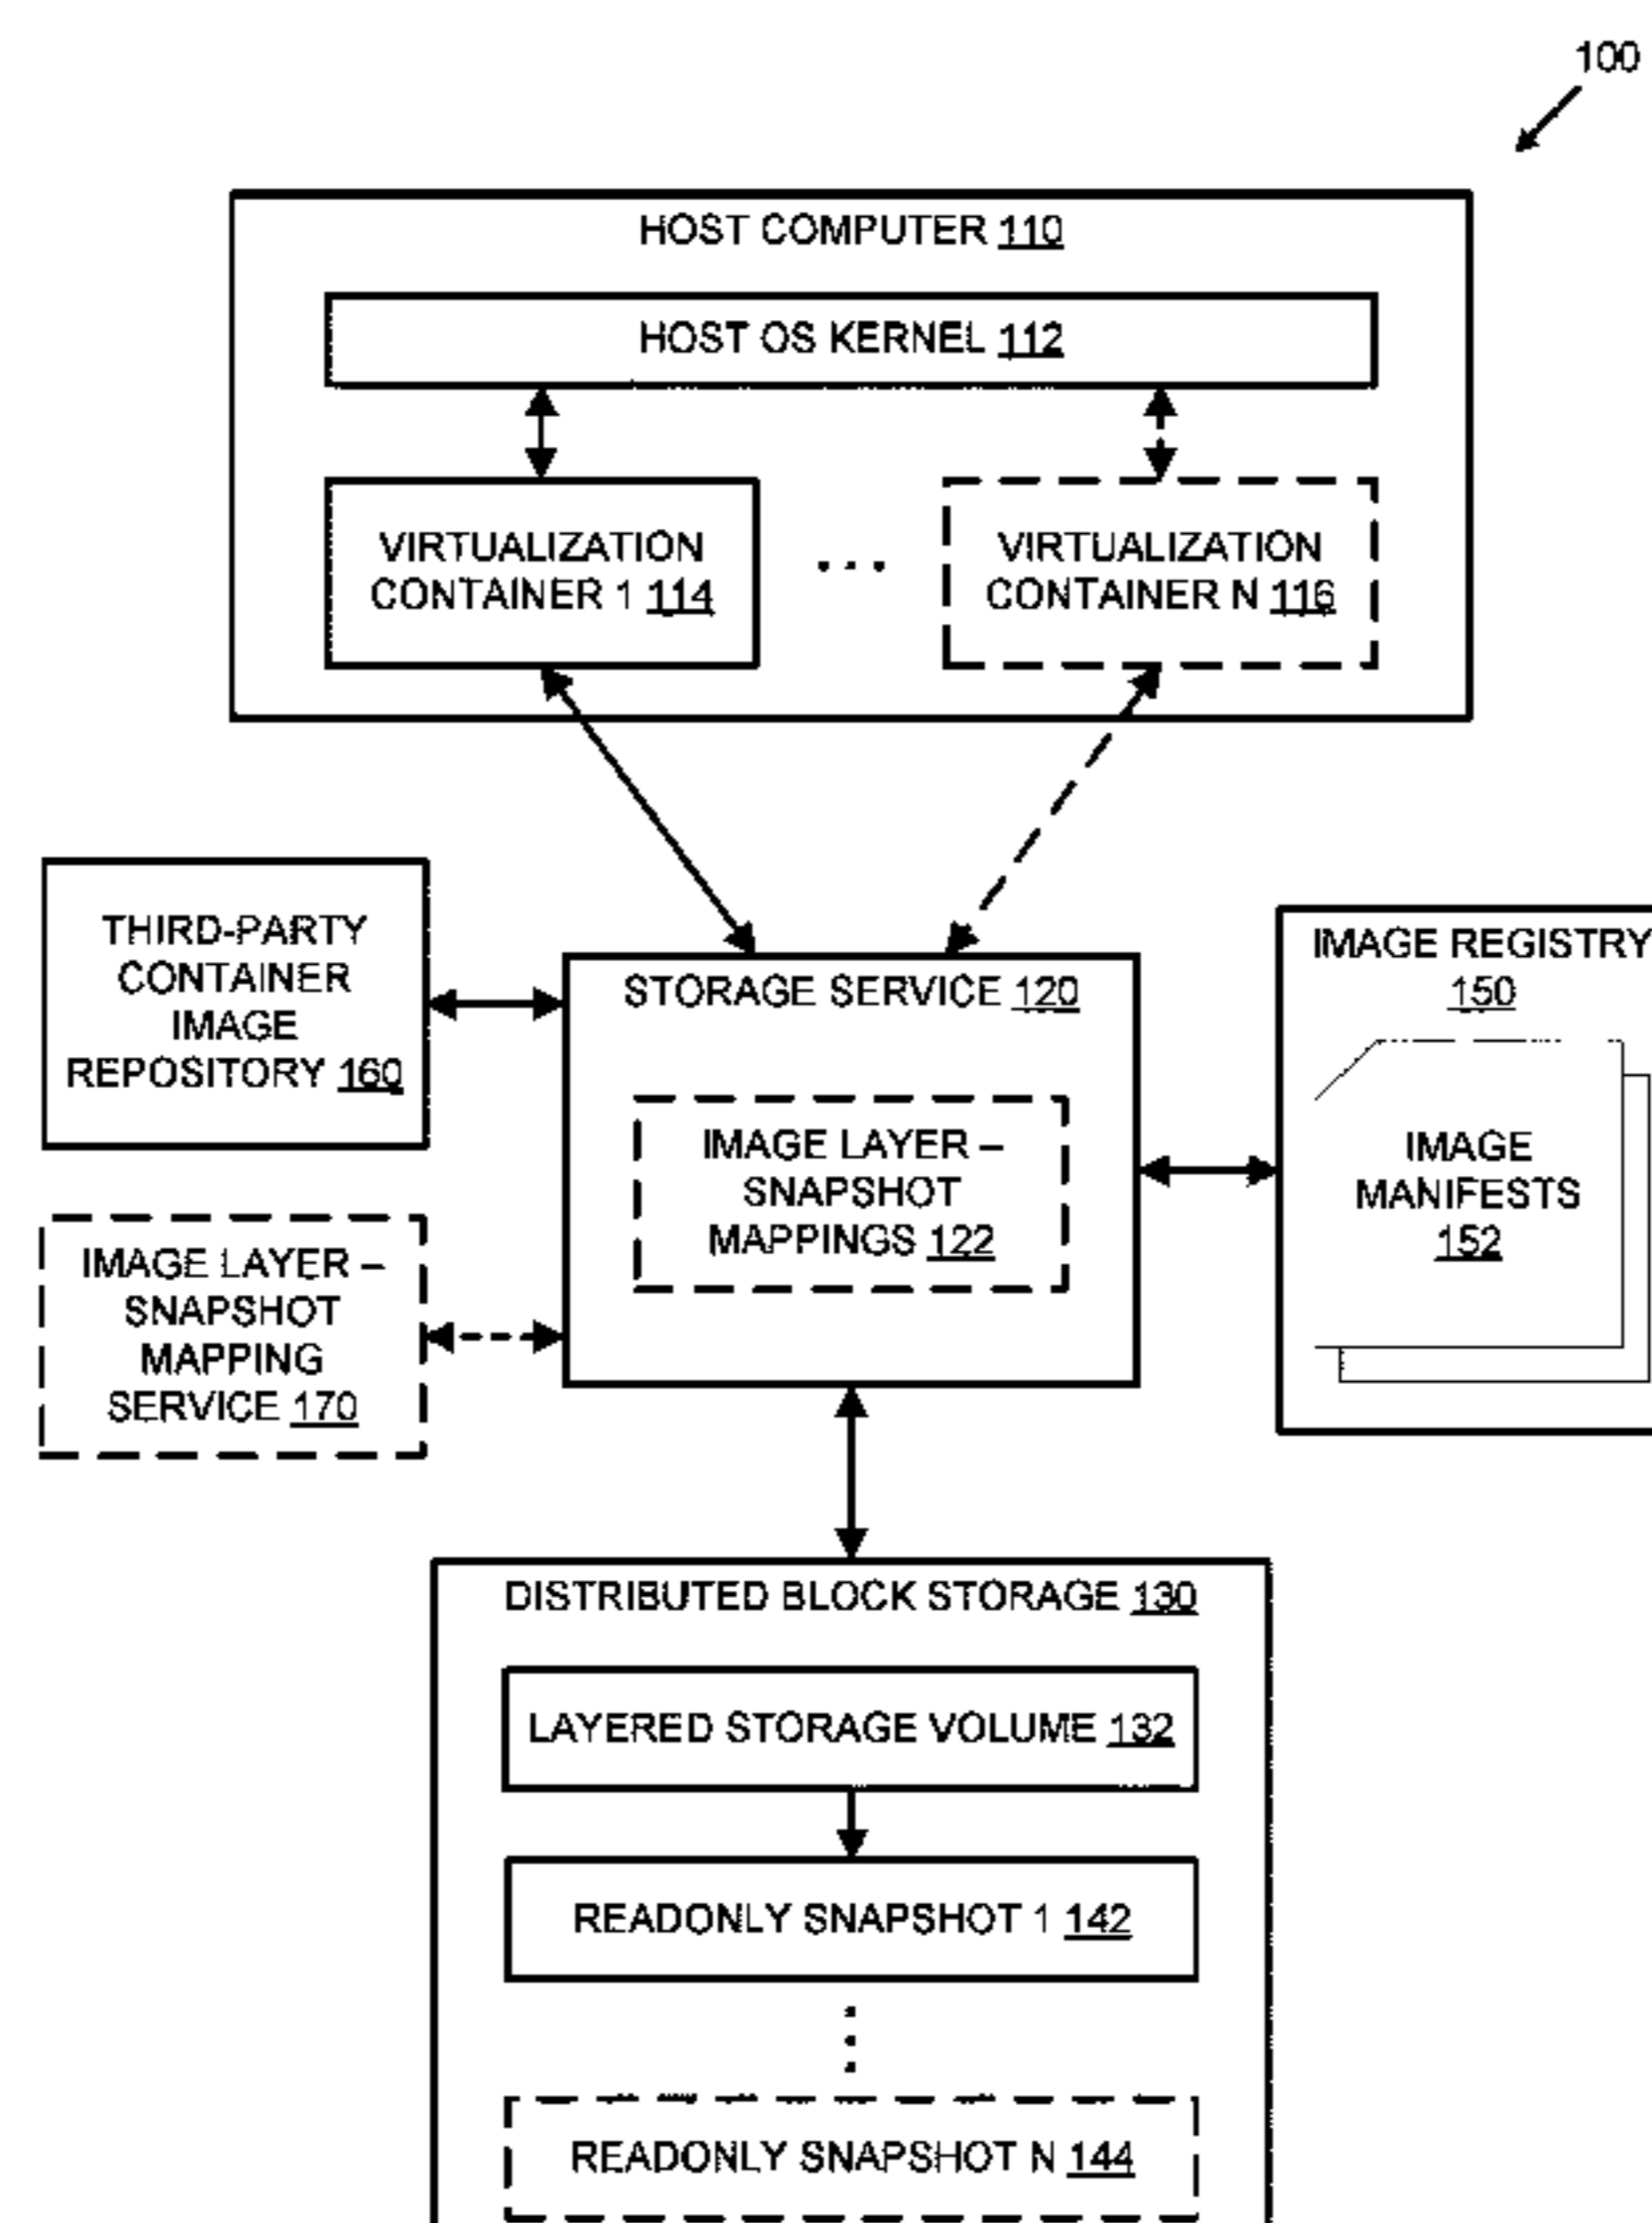 100
HOST COMPUTER 110
HOST OS KERNEL 112
VIRTUALIZATION
CONTAINER 1 114
. . .
VIRTUALIZATION
CONTAINER N 116
THIRD-PARTY
CONTAINER
IMAGE
REPOSITORY 160
STORAGE SERVICE 120
IMAGE LAYER –
SNAPSHOT
MAPPINGS 122
IMAGE REGISTRY
150
IMAGE
MANIFESTS
152
IMAGE LAYER –
SNAPSHOT
MAPPING
SERVICE 170
DISTRIBUTED BLOCK STORAGE 130
LAYERED STORAGE VOLUME 132
READONLY SNAPSHOT 1 142
READONLY SNAPSHOT N 144